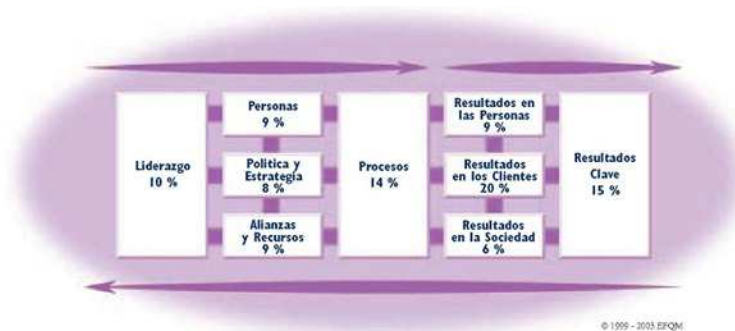 Liderazgo
10 %
Personas
9 %
Politica y
Estrategia
8 %
Alianzas
y Recursos
9 %
Procesos
14 %
Resultados en
las Personas
9 %
Resultados
en los Clientes
20 %
Resultados
en la Sociedad
6 %
Resultados
Clave
15 %
© 1999 - 2003 EFQM